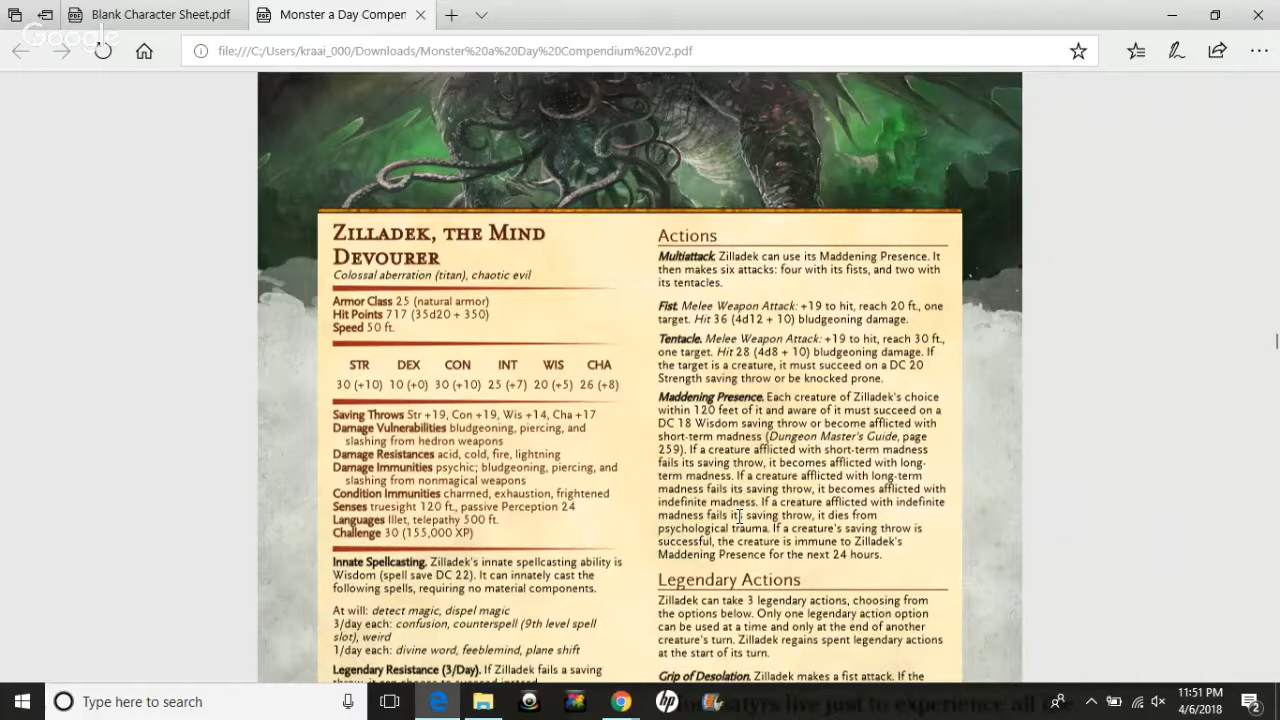 Blank Character Sheet.pdf
Monster a Day Compen
Google
file:///C:/Users/kraai_000/Downloads/Monster%20a%20Day%20Compendium%20V2.pdf
Zilladek, the Mind
Devourer
Colossal aberration (titan), chaotic evil
Armor Class 25 (natural armor)
Hit Points 717 (35d20 + 350)
Speed 50 ft.
STR DEX CON INT WIS CHA
30 (+10) 10 (+0) 30 (+10) 25 (+7) 20 (+5) 26 (+8)
Saving Throws Str +19, Con +19, Wis +14, Cha +17
Damage Vulnerabilities bludgeoning, piercing, and
slashing from hedron weapons
Damage Resistances acid, cold, fire, lightning
Damage Immunities psychic; bludgeoning, piercing, and
slashing from nonmagical weapons
Condition Immunities charmed, exhaustion, frightened
Senses truesight 120 ft., passive Perception 24
Languages Illet, telepathy 500 ft.
Challenge 30 (155,000 XP)
Innate Spellcasting. Zilladek's innate spellcasting ability is
Wisdom (spell save DC 22). It can innately cast the
following spells, requiring no material components.
At will: detect magic, dispel magic
3/day each: confusion, counterspell (9th level spell
slot), weird
1/day each: divine word, feeblemind, plane shift
Legendary Resistance (3/Day). If Zilladek fails a saving
throw, it can choose to succeed instead.
Actions
Multiattack. Zilladek can use its Maddening Presence. It
then makes six attacks: four with its fists, and two with
its tentacles.
Fist. Melee Weapon Attack: +19 to hit, reach 20 ft., one
target. Hit 36 (4d12 + 10) bludgeoning damage.
Tentacle. Melee Weapon Attack: +19 to hit, reach 30 ft.,
one target. Hit 28 (4d8 + 10) bludgeoning damage. If
the target is a creature, it must succeed on a DC 20
Strength saving throw or be knocked prone.
Maddening Presence. Each creature of Zilladek's choice
within 120 feet of it and aware of it must succeed on a
DC 18 Wisdom saving throw or become afflicted with
short-term madness (Dungeon Master's Guide, page
259). If a creature afflicted with short-term madness
fails its saving throw, it becomes afflicted with long-
term madness. If a creature afflicted with long-term
madness fails its saving throw, it becomes afflicted with
indefinite madness. If a creature afflicted with indefinite
madness fails its saving throw, it dies from
psychological trauma. If a creature's saving throw is
successful, the creature is immune to Zilladek's
Maddening Presence for the next 24 hours.
Legendary Actions
Zilladek can take 3 legendary actions, choosing from
the options below. Only one legendary action option
can be used at a time and only at the end of another
creature's turn. Zilladek regains spent legendary actions
at the start of its turn.
Grip of Desolation. Zilladek makes a fist attack. If the
Type here to search
hp
11:51 PM
4/6/2018
2